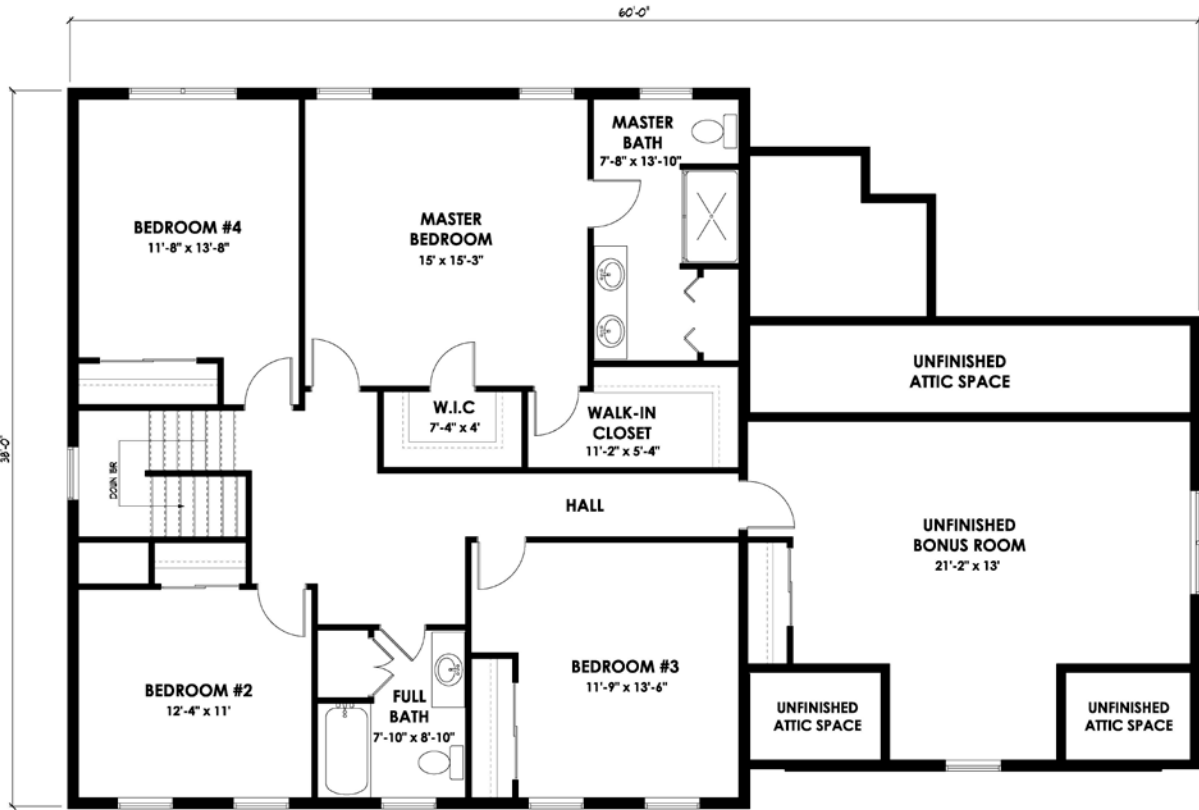 60'-0"
MASTER
BATH
7'-8" x 13'-10"
BEDROOM #4
11'-8" x 13'-8"
MASTER
BEDROOM
15' x 15'-3"
UNFINISHED
ATTIC SPACE
W.I.C
7'-4" x 4'
WALK-IN
CLOSET
11'-2" x 5'-4"
38'-0"
DOWN 15R
HALL
UNFINISHED
BONUS ROOM
21'-2" x 13'
BEDROOM #2
12'-4" x 11'
FULL
BATH
7'-10" x 8'-10"
BEDROOM #3
11'-9" x 13'-6"
UNFINISHED
ATTIC SPACE
UNFINISHED
ATTIC SPACE